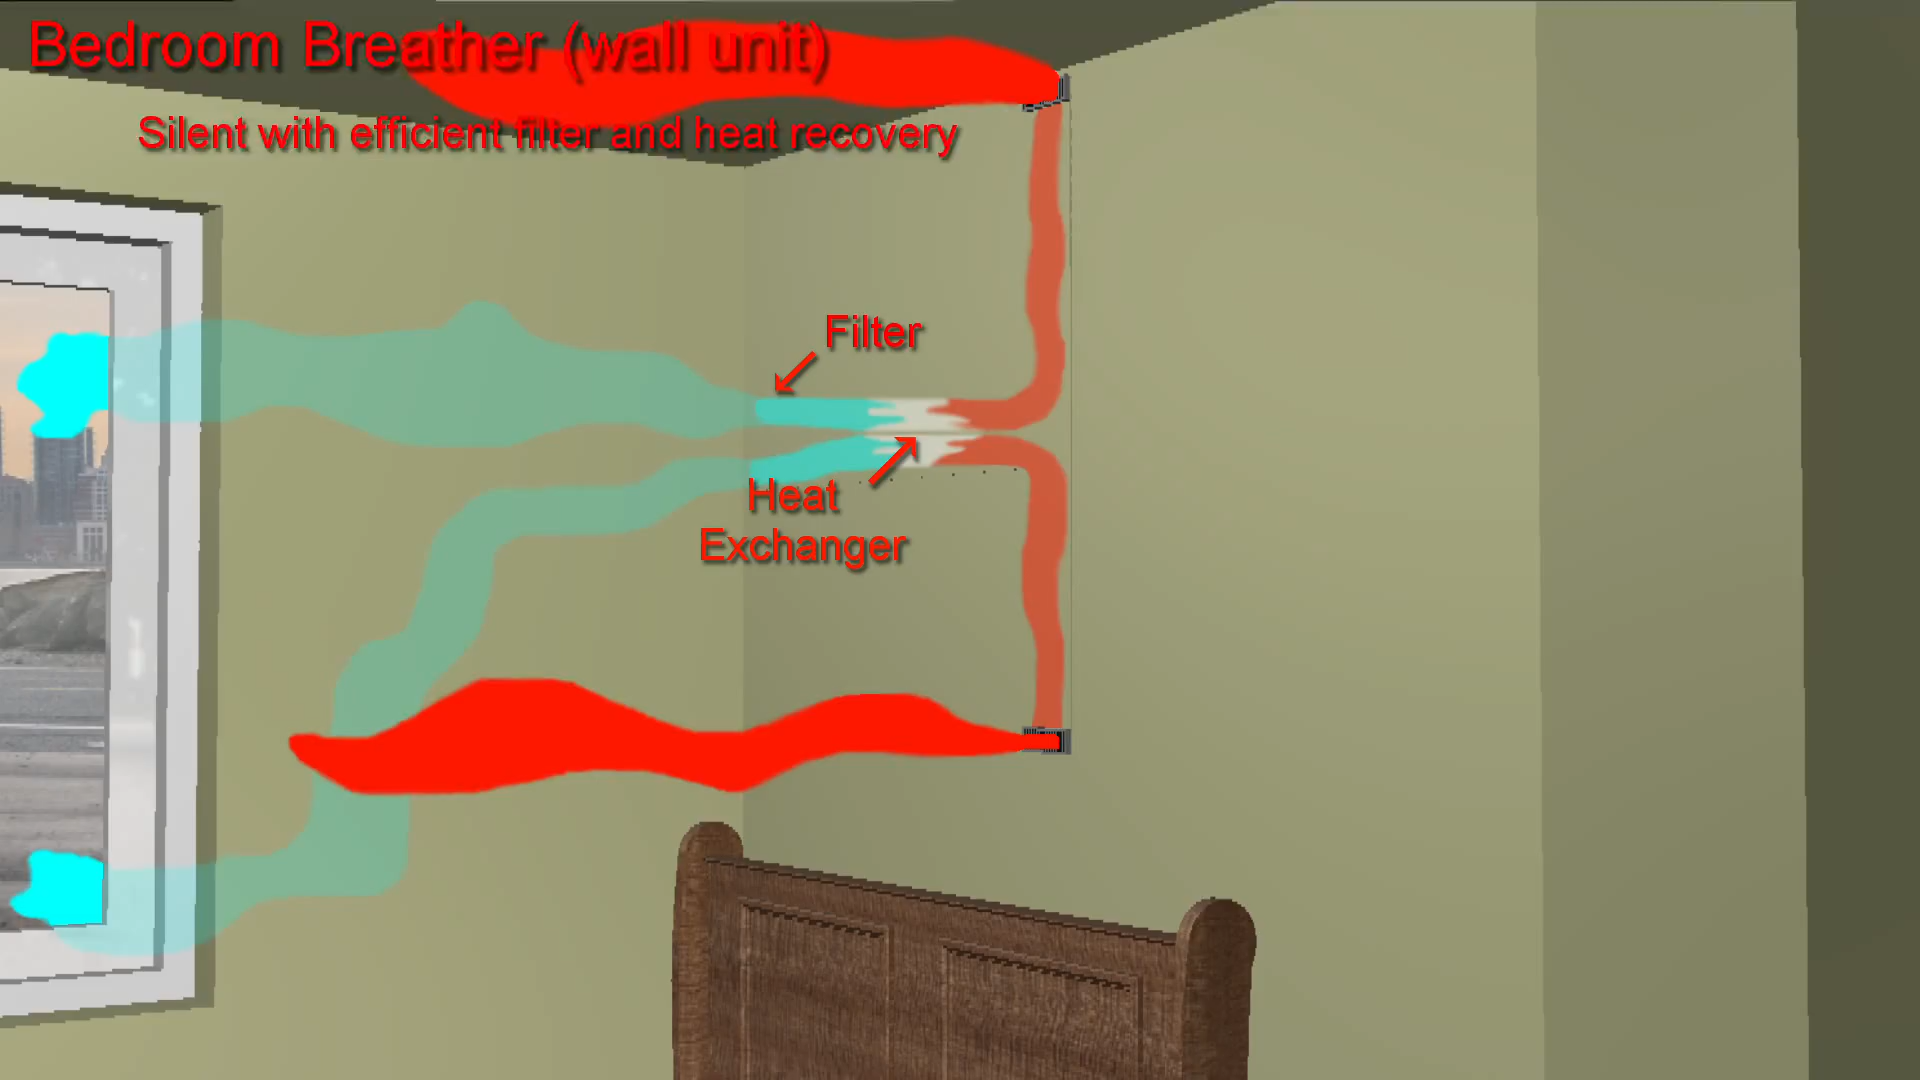 Bedroom Breather (wall unit)
Silent with efficient filter and heat recovery
Filter
Heat
Exchanger